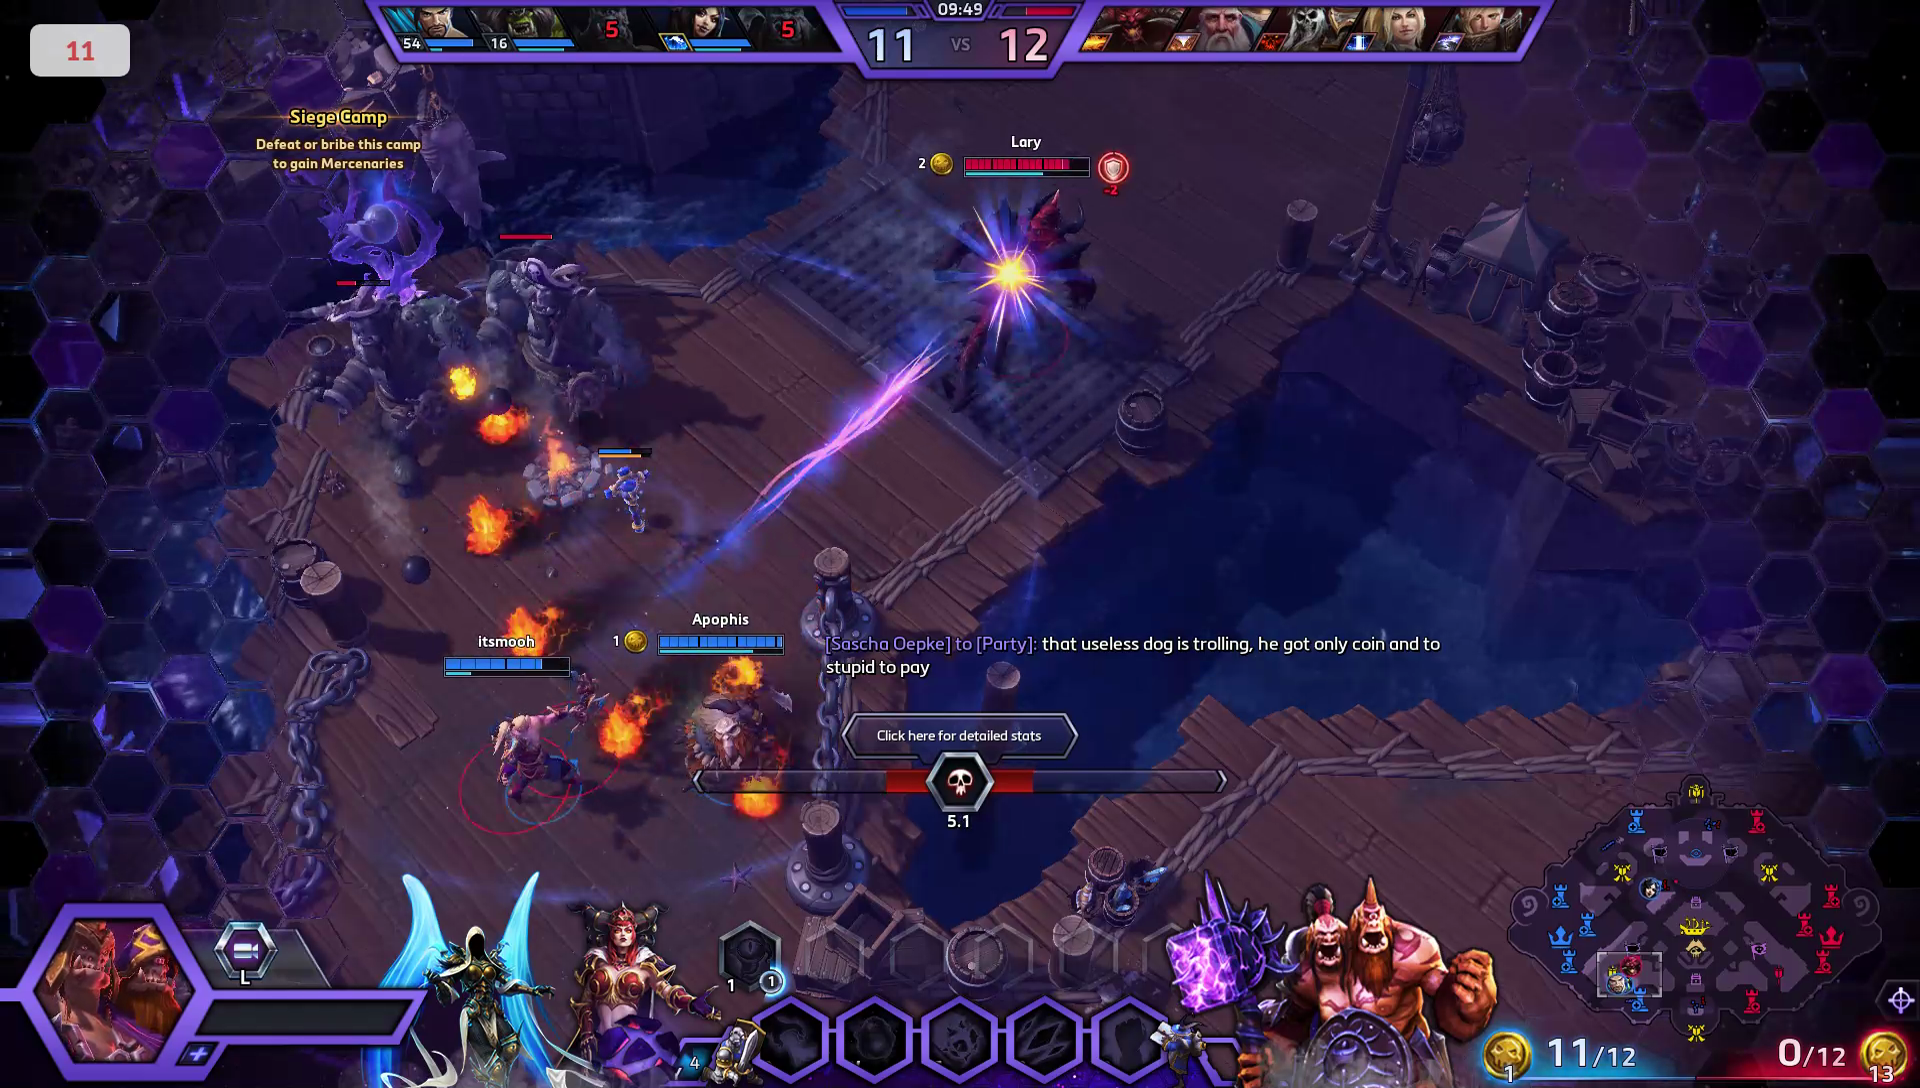 11
54
16
5
5
09:49
11 VS 12
Siege Camp
Defeat or bribe this camp
to gain Mercenaries
Lary
2
-2
itsmooh
1
Apophis
[Sascha Oepke] to [Party]: that useless dog is trolling, he got only coin and to
stupid to pay
Click here for detailed stats
5.1
L
1
1
4
11/12
1
0/12
13